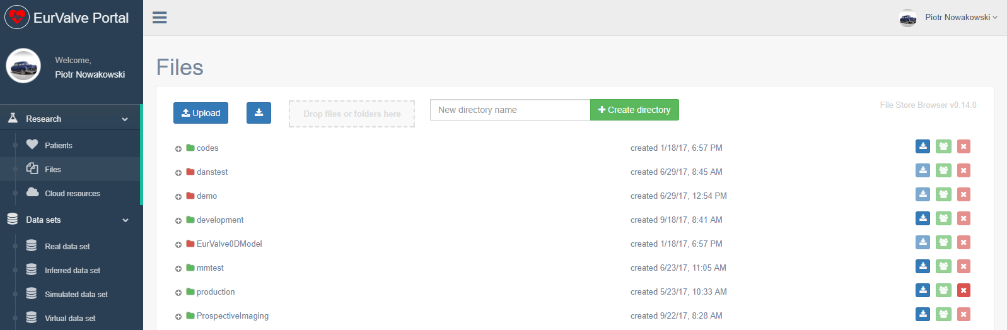 EurValve Portal
Piotr Nowakowski
Welcome,
Piotr Nowakowski
Research
Patients
Files
Cloud resources
Data sets
Real data set
Inferred data set
Simulated data set
Virtual data set
Files
Upload
Drop files or folders here
New directory name
Create directory
File Store Browser v0.14.0
codes created 1/18/17, 6:57 PM
danstest created 6/29/17, 8:45 AM
demo created 6/29/17, 12:54 PM
development created 9/18/17, 8:41 AM
EurValve0DModel created 1/18/17, 6:57 PM
mmtest created 6/23/17, 11:05 AM
production created 5/23/17, 10:33 AM
ProspectiveImaging created 9/22/17, 8:28 AM